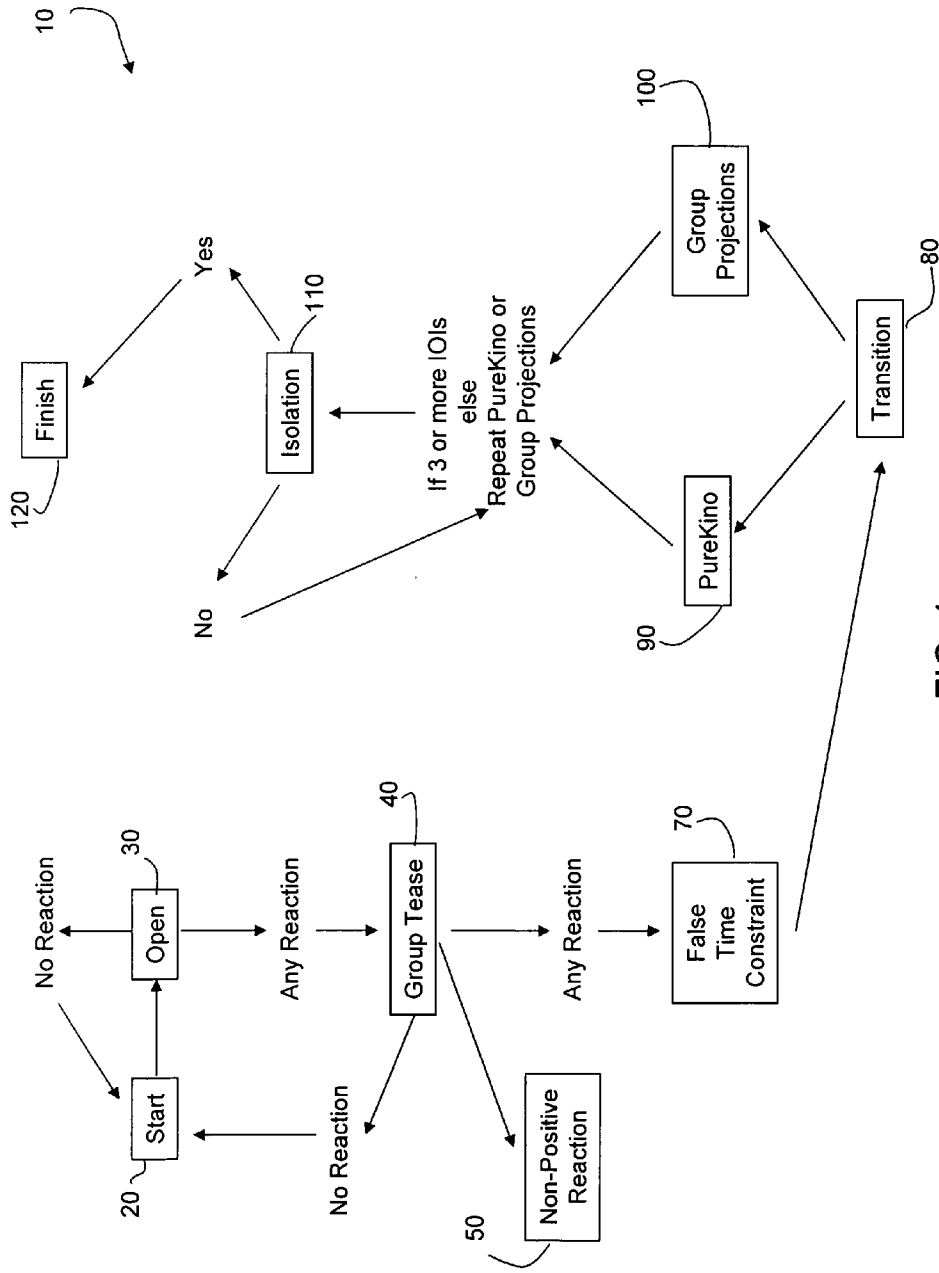 10
No Reaction
20
Start
30
Open
Any Reaction
No Reaction
40
Group Tease
50
Non-Positive
Reaction
Any Reaction
70
False
Time
Constraint
120
Finish
Yes
No
110
Isolation
If 3 or more IOIs
else
Repeat PureKino or
Group Projections
90
PureKino
100
Group
Projections
Transition
80